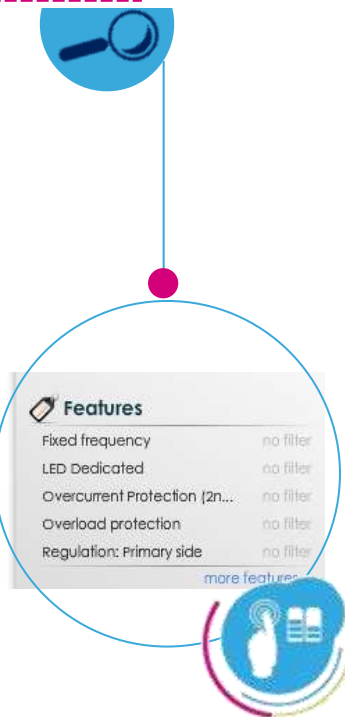 Features
Fixed frequency no filter
LED Dedicated no filter
Overcurrent Protection (2n... no filter
Overload protection no filter
Regulation: Primary side no filter
more features